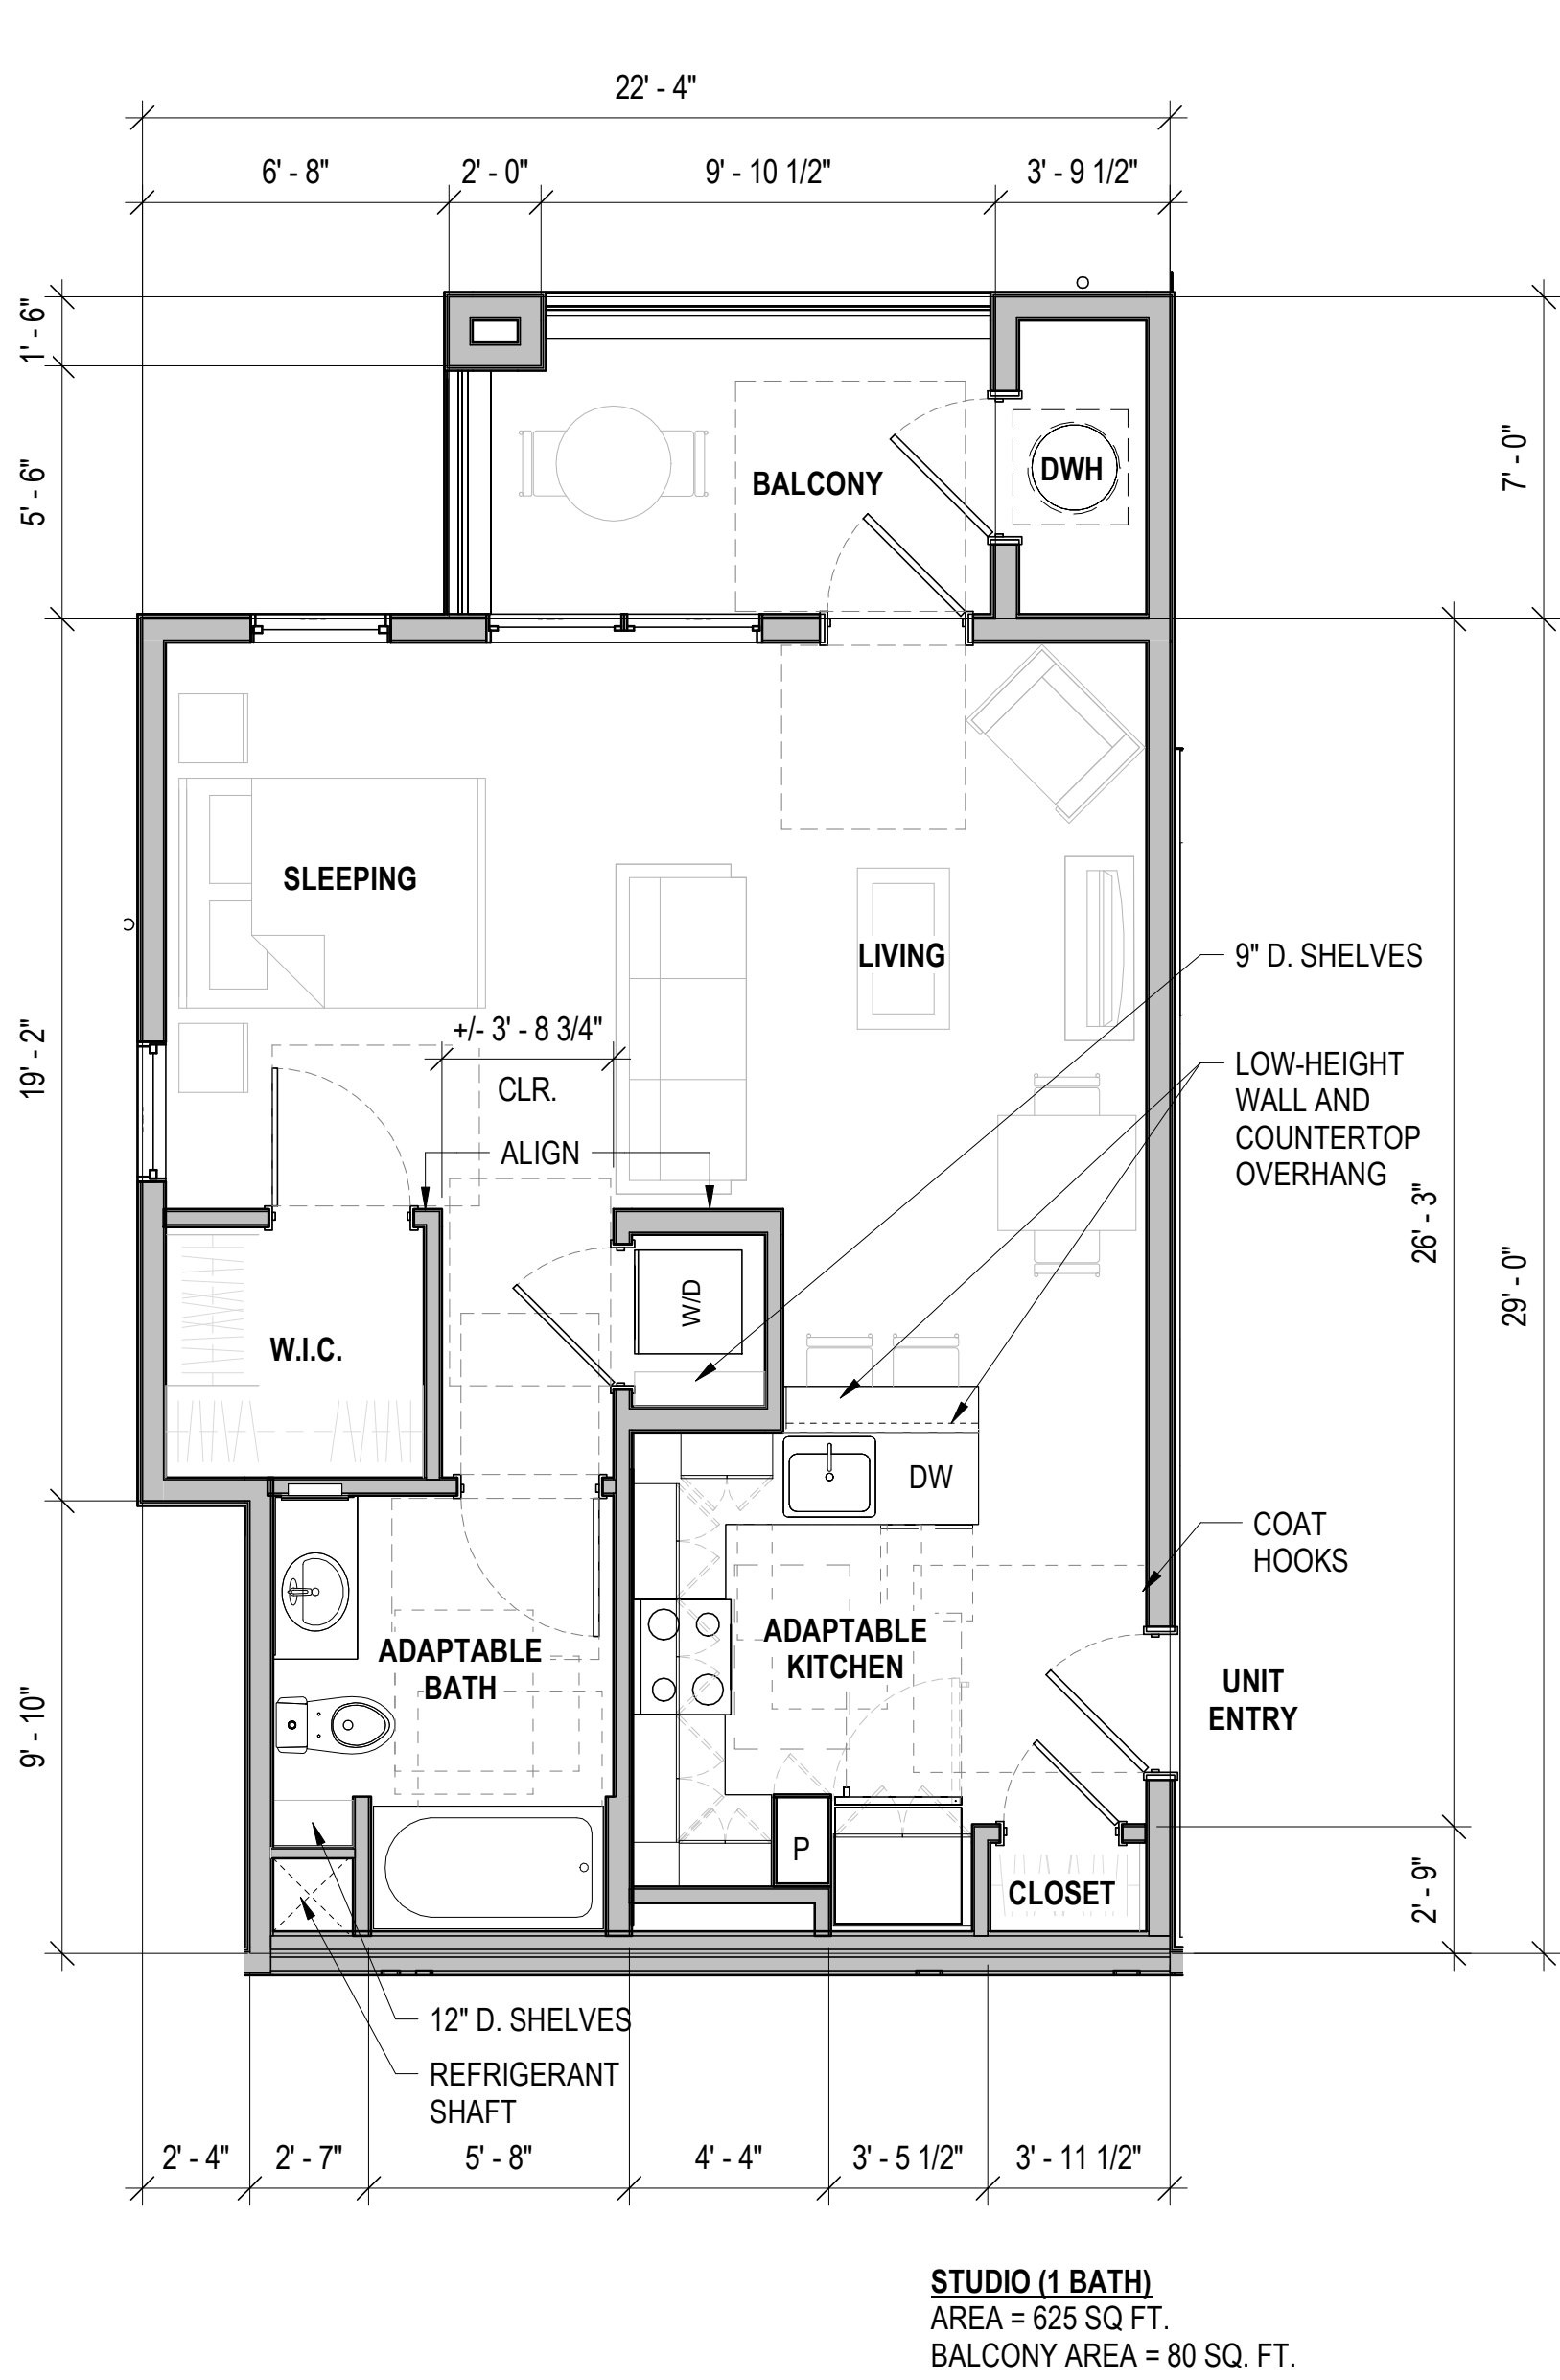 22' - 4"
6' - 8"
2' - 0"
9' - 10 1/2"
3' - 9 1/2"
1' - 6"
5' - 6"
7' - 0"
BALCONY
DWH
SLEEPING
LIVING
9" D. SHELVES
+/- 3' - 8 3/4"
CLR.
19' - 2"
LOW-HEIGHT
WALL AND
COUNTERTOP
OVERHANG
ALIGN
26' - 3"
29' - 0"
W/D
W.I.C.
DW
COAT
HOOKS
ADAPTABLE
BATH
ADAPTABLE
KITCHEN
UNIT
ENTRY
9' - 10"
P
CLOSET
2' - 9"
12" D. SHELVES
REFRIGERANT
SHAFT
2' - 4"
2' - 7"
5' - 8"
4' - 4"
3' - 5 1/2"
3' - 11 1/2"
STUDIO (1 BATH)
AREA = 625 SQ FT.
BALCONY AREA = 80 SQ. FT.